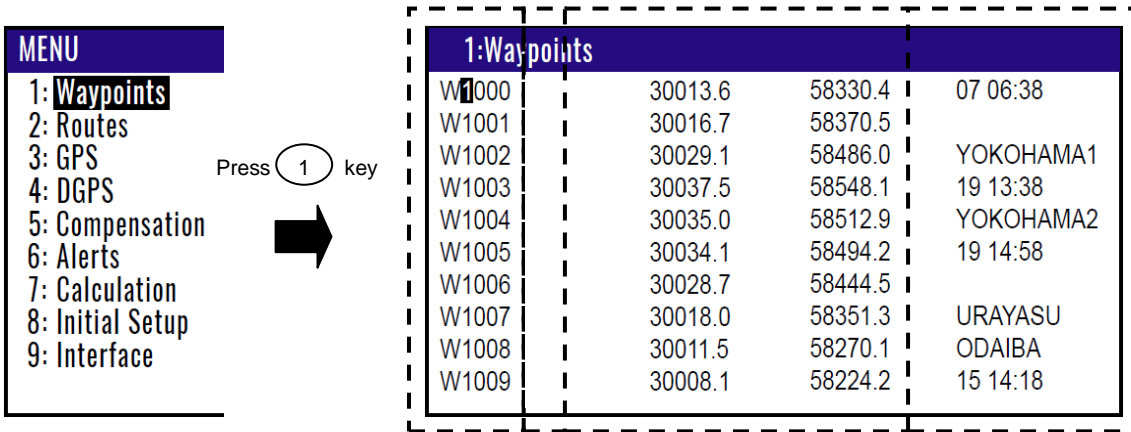 MENU
1: Waypoints
2: Routes
3: GPS
4: DGPS
5: Compensation
6: Alerts
7: Calculation
8: Initial Setup
9: Interface
Press 1 key
1:Waypoints
W1000 30013.6 58330.4 07 06:38
W1001 30016.7 58370.5
W1002 30029.1 58486.0 YOKOHAMA1
W1003 30037.5 58548.1 19 13:38
W1004 30035.0 58512.9 YOKOHAMA2
W1005 30034.1 58494.2 19 14:58
W1006 30028.7 58444.5
W1007 30018.0 58351.3 URAYASU
W1008 30011.5 58270.1 ODAIBA
W1009 30008.1 58224.2 15 14:18